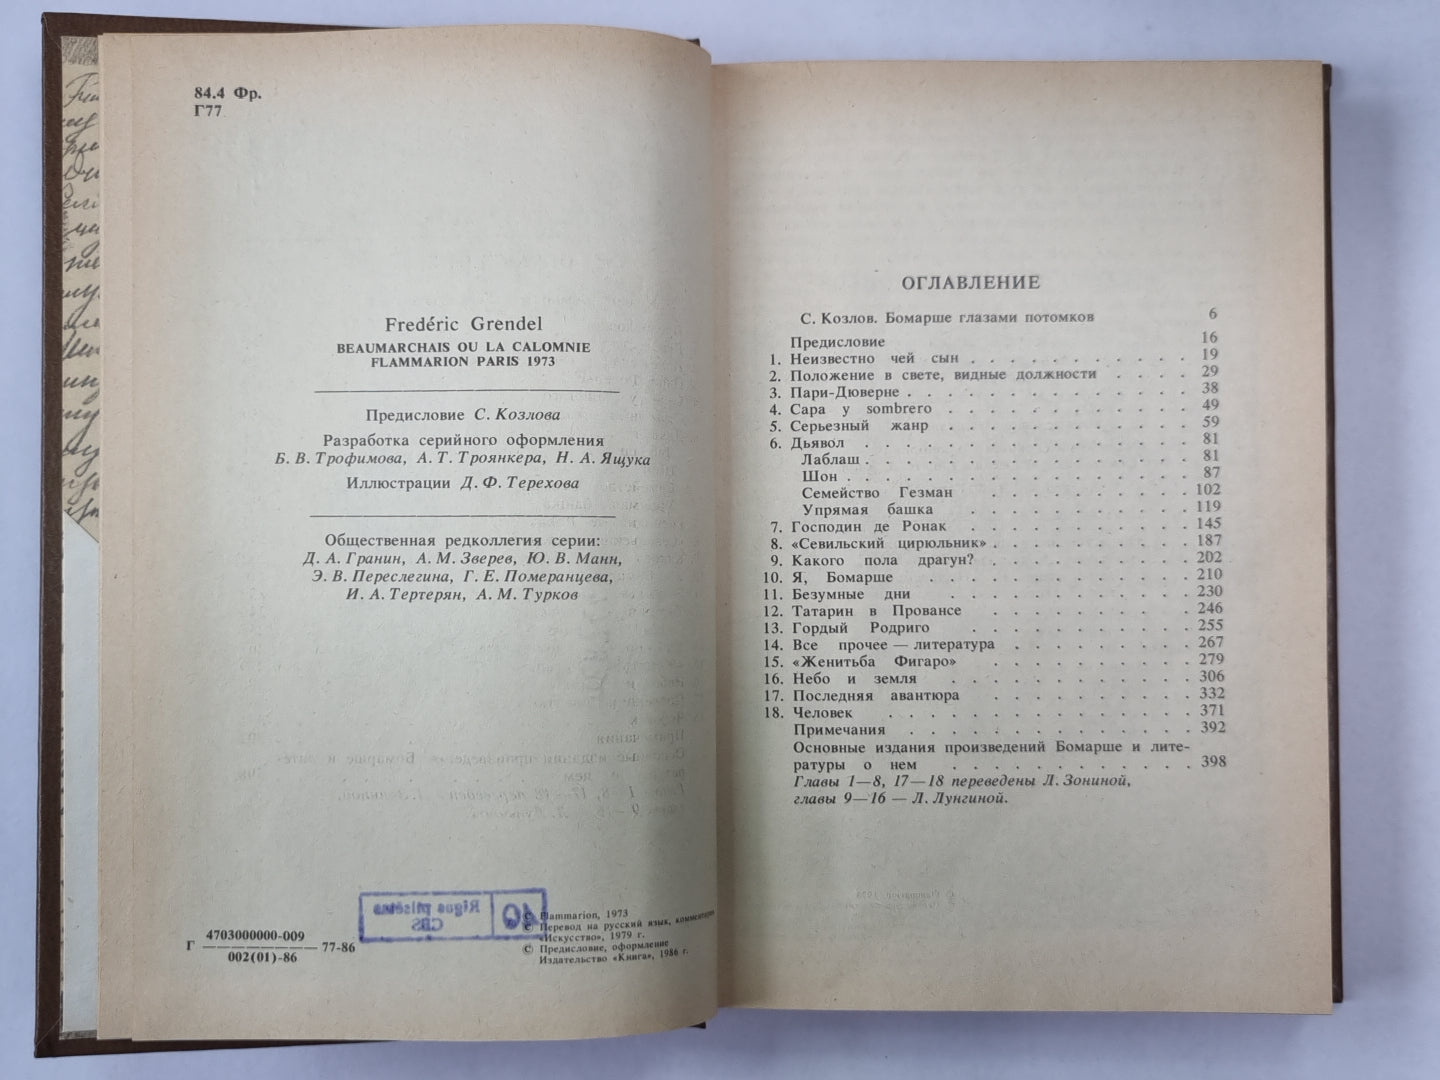 84.4 Фр.
Г77
Frédéric Grendel
BEAUMARCHAIS OU LA CALOMNIE
FLAMMARION PARIS 1973
Предисловие С. Козлова
Разработка серийного оформления
Б. В. Трофимова, А. Т. Троянкера, Н. А. Ящука
Иллюстрации Д. Ф. Терехова
Общественная редколлегия серии:
Д. А. Гранин, А. М. Зверев, Ю. В. Манн,
Э. В. Переслегина, Г. Е. Померанцева,
И. А. Тертерян, А. М. Турков
Rīgas pilsētas
CBS
40
Г 4703000000-009
002(01)-86 77-86
© Flammarion, 1973
© Перевод на русский язык, комментарии
«Искусство», 1979 г.
© Предисловие, оформление
Издательство «Книга», 1986 г.
ОГЛАВЛЕНИЕ
С. Козлов. Бомарше глазами потомков 6
Предисловие 16
1. Неизвестно чей сын . . . . . . . . . . . 19
2. Положение в свете, видные должности . . . . 29
3. Пари-Дюверне . . . . . . . . . . . . . . 38
4. Сара у sombrero . . . . . . . . . . . . 49
5. Серьезный жанр . . . . . . . . . . . . 59
6. Дьявол . . . . . . . . . . . . . . . . 81
Лаблаш . . . . . . . . . . . . . . . . 81
Шон . . . . . . . . . . . . . . . . . 87
Семейство Гезман . . . . . . . . . . 102
Упрямая башка . . . . . . . . . . . 119
7. Господин де Ронак . . . . . . . . . . . 145
8. «Севильский цирюльник» . . . . . . . . . . 187
9. Какого пола драгун? . . . . . . . . . . 202
10. Я, Бомарше . . . . . . . . . . . . . 210
11. Безумные дни . . . . . . . . . . . . 230
12. Татарин в Провансе . . . . . . . . . . 246
13. Гордый Родриго . . . . . . . . . . . 255
14. Все прочее — литература . . . . . . . . . 267
15. «Женитьба Фигаро» . . . . . . . . . . 279
16. Небо и земля . . . . . . . . . . . . 306
17. Последняя авантюра . . . . . . . . . . 332
18. Человек . . . . . . . . . . . . . . . 371
Примечания . . . . . . . . . . . . . . 392
Основные издания произведений Бомарше и лите-
ратуры о нем . . . . . . . . . . . . 398
Главы 1—8, 17—18 переведены Л. Зониной,
главы 9—16 — Л. Лунгиной.